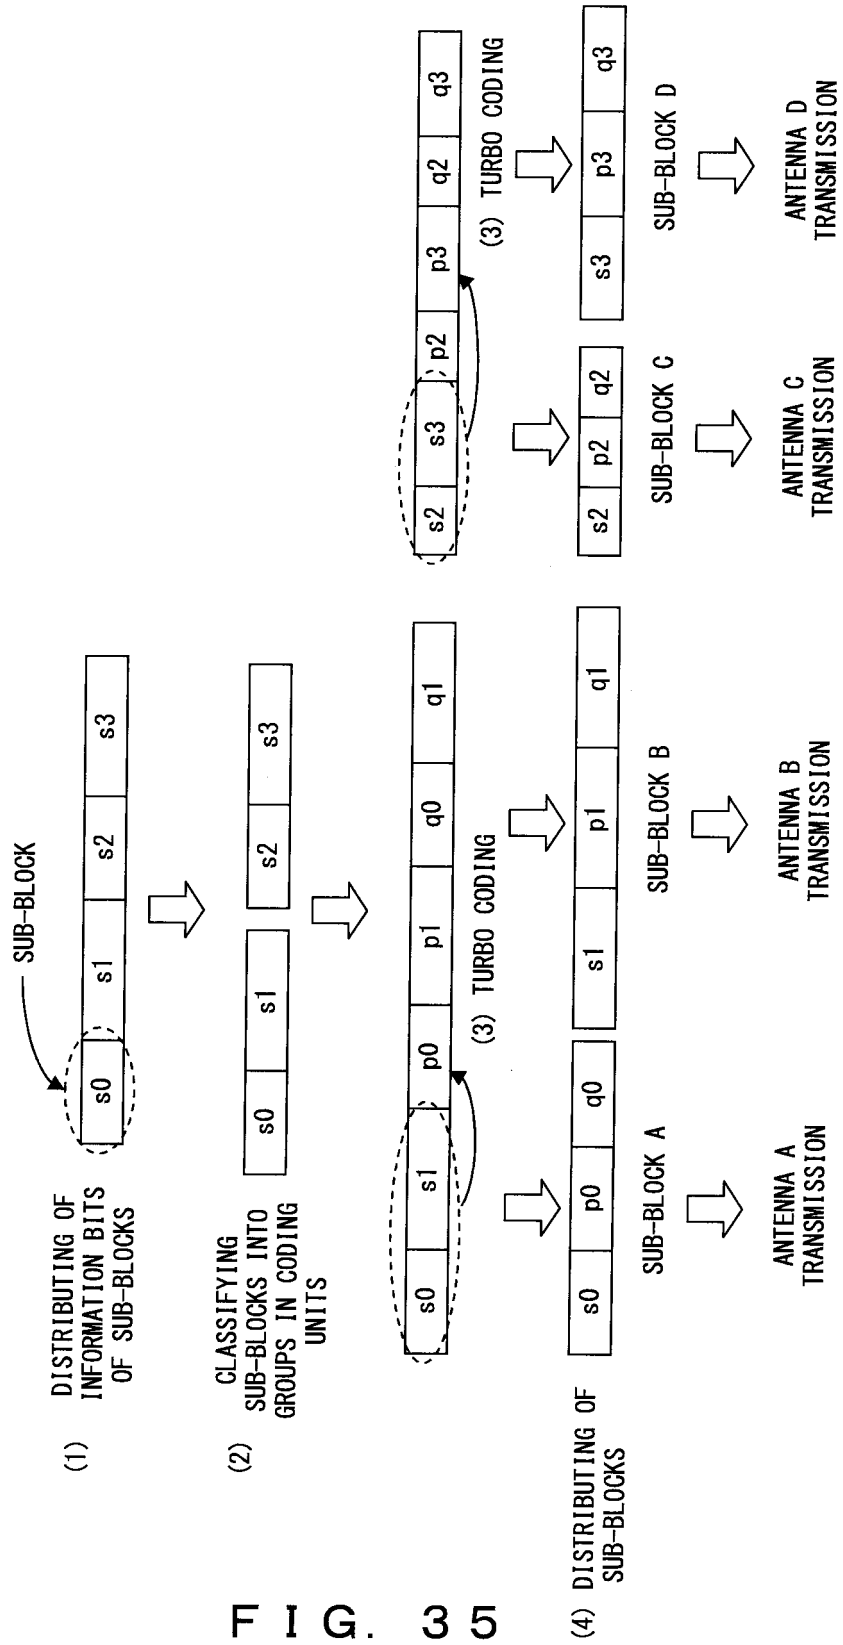 SUB-BLOCK
(1) DISTRIBUTING OF
INFORMATION BITS
OF SUB-BLOCKS
s0 s1 s2 s3
(2) CLASSIFYING
SUB-BLOCKS INTO
GROUPS IN CODING
UNITS
s0 s1 s2 s3
s0 s1 p0 p1 q0 q1
s2 s3 p2 p3 q2 q3
(3) TURBO CODING
(3) TURBO CODING
(4) DISTRIBUTING OF
SUB-BLOCKS
s0 p0 q0
s1 p1 q1
s2 p2 q2
s3 p3 q3
SUB-BLOCK A
SUB-BLOCK B
SUB-BLOCK C
SUB-BLOCK D
ANTENNA A
TRANSMISSION
ANTENNA B
TRANSMISSION
ANTENNA C
TRANSMISSION
ANTENNA D
TRANSMISSION
FIG. 35